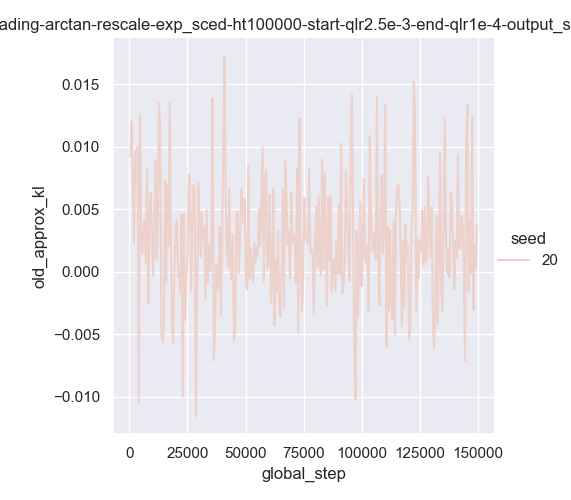 ading-arctan-rescale-exp_sced-ht100000-start-qlr2.5e-3-end-qlr1e-4-output_s
0.015
0.010
0.005
0.000
−0.005
−0.010
old_approx_kl
0 25000 50000 75000 100000 125000 150000
global_step
seed
20